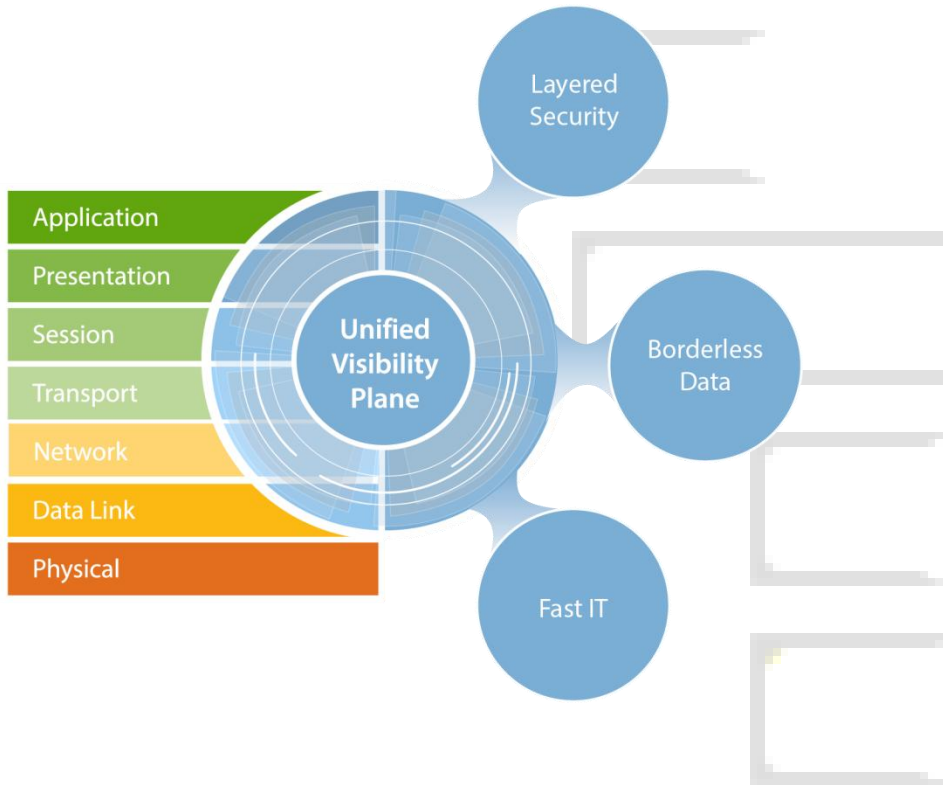 Layered
Security
Application
Presentation
Session
Transport
Network
Data Link
Physical
Unified
Visibility
Plane
Borderless
Data
Fast IT